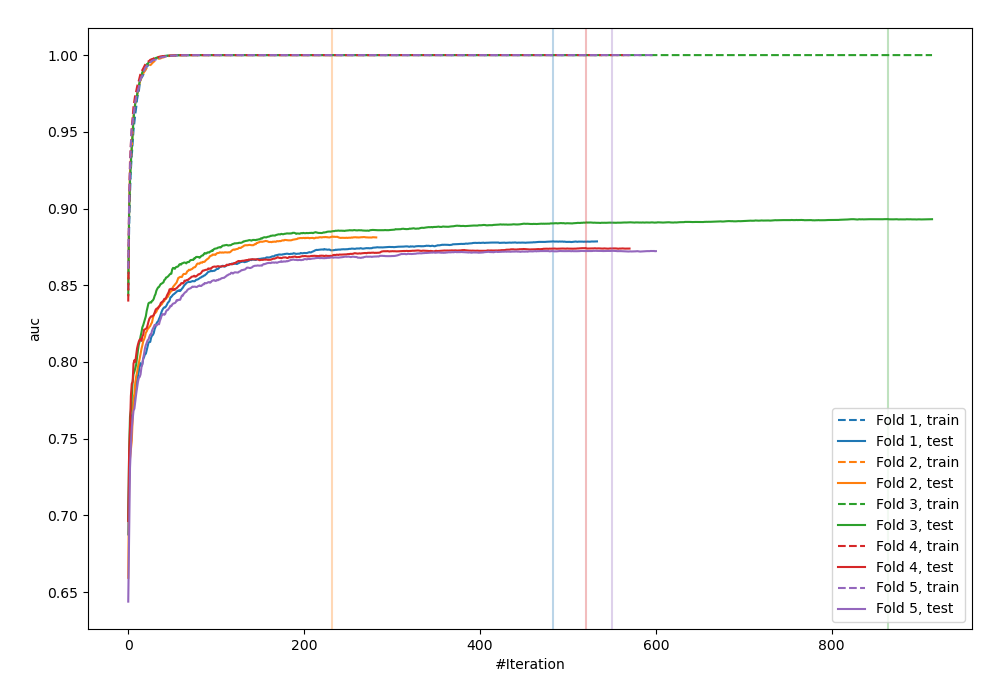 1.00
0.95
0.90
0.85
0.80
0.75
0.70
0.65
auc
0
200
400
600
800
#Iteration
Fold 1, train
Fold 1, test
Fold 2, train
Fold 2, test
Fold 3, train
Fold 3, test
Fold 4, train
Fold 4, test
Fold 5, train
Fold 5, test